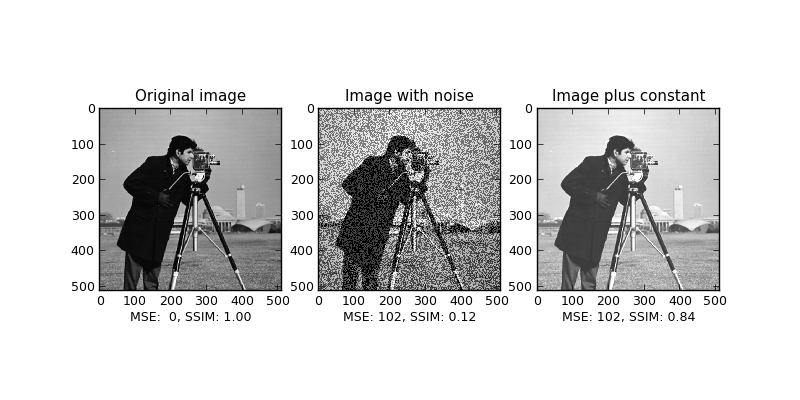 Original image
Image with noise
Image plus constant
0
100
200
300
400
500
0 100 200 300 400 500
0
100
200
300
400
500
0 100 200 300 400 500
0
100
200
300
400
500
0 100 200 300 400 500
MSE:  0, SSIM: 1.00
MSE: 102, SSIM: 0.12
MSE: 102, SSIM: 0.84